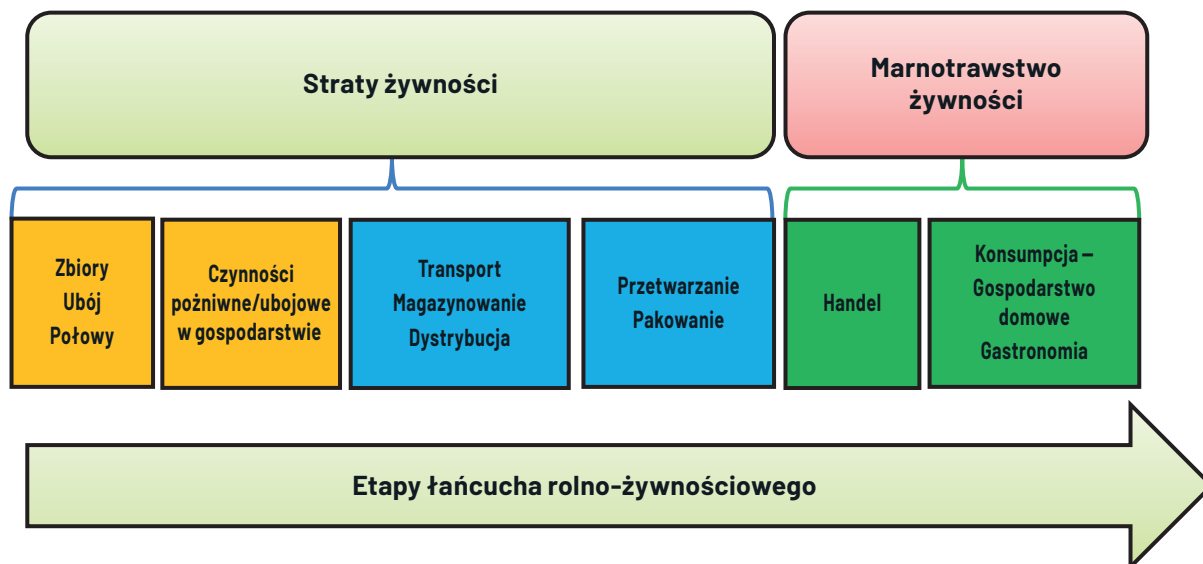 Straty żywności
Marnotrawstwo
żywności
Zbiory
Ubój
Połowy
Czynności
pożniwne/ubojowe
w gospodarstwie
Transport
Magazynowanie
Dystrybucja
Przetwarzanie
Pakowanie
Handel
Konsumpcja –
Gospodarstwo
domowe
Gastronomia
Etapy łańcucha rolno-żywnościowego